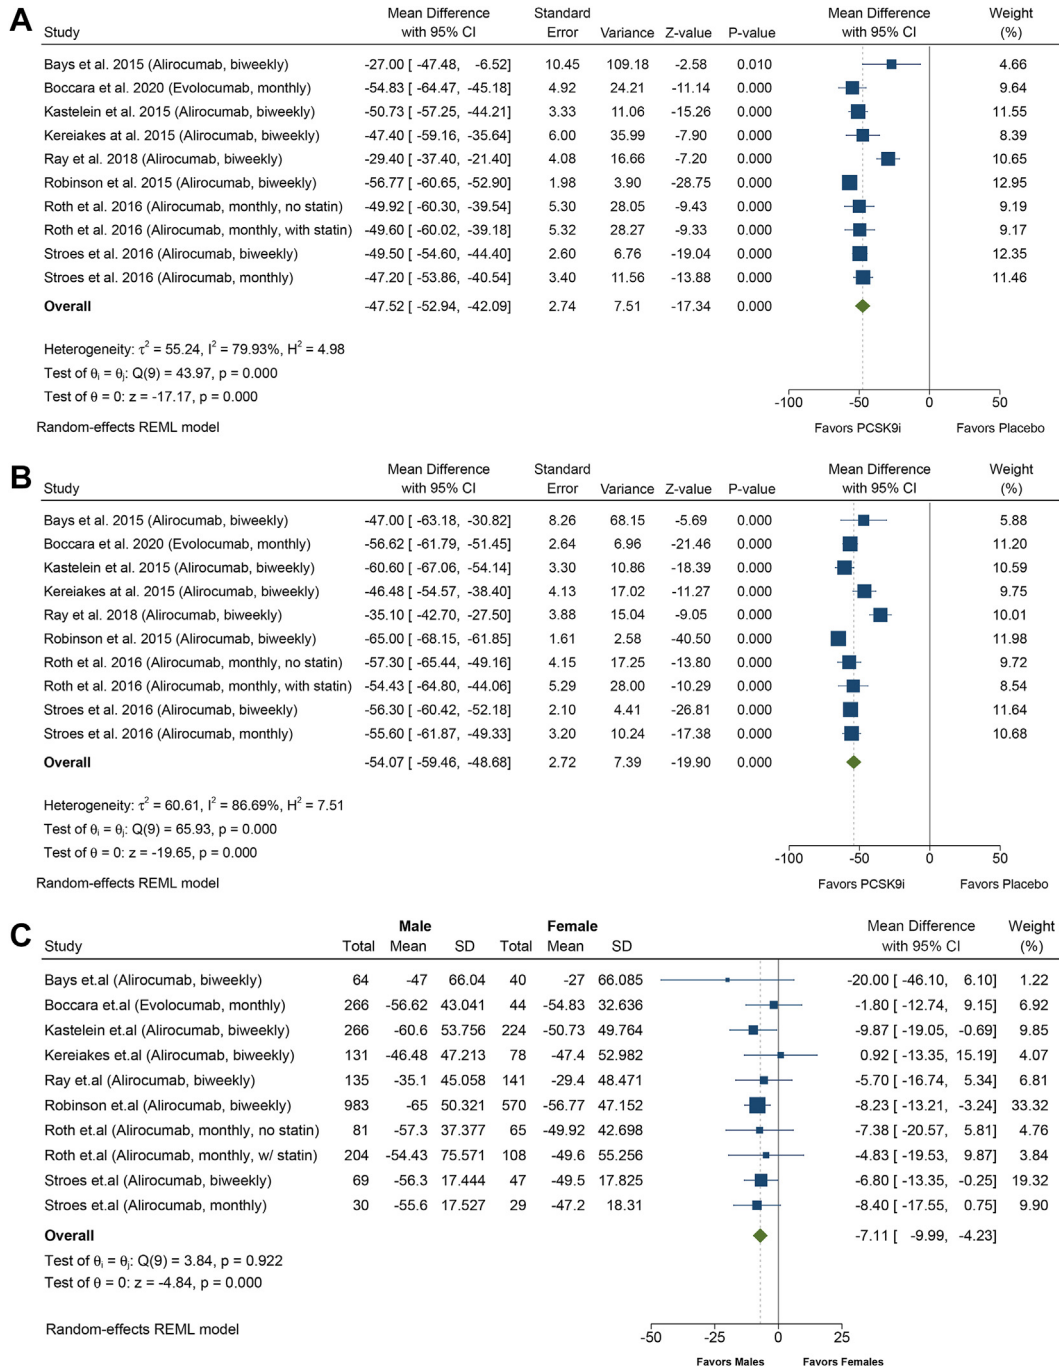 A
Mean Difference Standard Mean Difference Weight
Study with 95% CI Error Variance Z-value P-value with 95% CI (%)
Bays et al. 2015 (Alirocumab, biweekly) -27.00 [ -47.48, -6.52] 10.45 109.18 -2.58 0.010 4.66
Boccara et al. 2020 (Evolocumab, monthly) -54.83 [ -64.47, -45.18] 4.92 24.21 -11.14 0.000 9.64
Kastelein et al. 2015 (Alirocumab, biweekly) -50.73 [ -57.25, -44.21] 3.33 11.06 -15.26 0.000 11.55
Kereiakes at al. 2015 (Alirocumab, biweekly) -47.40 [ -59.16, -35.64] 6.00 35.99 -7.90 0.000 8.39
Ray et al. 2018 (Alirocumab, biweekly) -29.40 [ -37.40, -21.40] 4.08 16.66 -7.20 0.000 10.65
Robinson et al. 2015 (Alirocumab, biweekly) -56.77 [ -60.65, -52.90] 1.98 3.90 -28.75 0.000 12.95
Roth et al. 2016 (Alirocumab, monthly, no statin) -49.92 [ -60.30, -39.54] 5.30 28.05 -9.43 0.000 9.19
Roth et al. 2016 (Alirocumab, monthly, with statin) -49.60 [ -60.02, -39.18] 5.32 28.27 -9.33 0.000 9.17
Stroes et al. 2016 (Alirocumab, biweekly) -49.50 [ -54.60, -44.40] 2.60 6.76 -19.04 0.000 12.35
Stroes et al. 2016 (Alirocumab, monthly) -47.20 [ -53.86, -40.54] 3.40 11.56 -13.88 0.000 11.46
Overall -47.52 [ -52.94, -42.09] 2.74 7.51 -17.34 0.000
Heterogeneity: τ² = 55.24, I² = 79.93%, H² = 4.98
Test of θi = θj: Q(9) = 43.97, p = 0.000
Test of θ = 0: z = -17.17, p = 0.000
-100 -50 0 50
Random-effects REML model Favors PCSK9i Favors Placebo
B
Mean Difference Standard Mean Difference Weight
Study with 95% CI Error Variance Z-value P-value with 95% CI (%)
Bays et al. 2015 (Alirocumab, biweekly) -47.00 [ -63.18, -30.82] 8.26 68.15 -5.69 0.000 5.88
Boccara et al. 2020 (Evolocumab, monthly) -56.62 [ -61.79, -51.45] 2.64 6.96 -21.46 0.000 11.20
Kastelein et al. 2015 (Alirocumab, biweekly) -60.60 [ -67.06, -54.14] 3.30 10.86 -18.39 0.000 10.59
Kereiakes et al. 2015 (Alirocumab, biweekly) -46.48 [ -54.57, -38.40] 4.13 17.02 -11.27 0.000 9.75
Ray et al. 2018 (Alirocumab, biweekly) -35.10 [ -42.70, -27.50] 3.88 15.04 -9.05 0.000 10.01
Robinson et al. 2015 (Alirocumab, biweekly) -65.00 [ -68.15, -61.85] 1.61 2.58 -40.50 0.000 11.98
Roth et al. 2016 (Alirocumab, monthly, no statin) -57.30 [ -65.44, -49.16] 4.15 17.25 -13.80 0.000 9.72
Roth et al. 2016 (Alirocumab, monthly, with statin) -54.43 [ -64.80, -44.06] 5.29 28.00 -10.29 0.000 8.54
Stroes et al. 2016 (Alirocumab, biweekly) -56.30 [ -60.42, -52.18] 2.10 4.41 -26.81 0.000 11.64
Stroes et al. 2016 (Alirocumab, monthly) -55.60 [ -61.87, -49.33] 3.20 10.24 -17.38 0.000 10.68
Overall -54.07 [ -59.46, -48.68] 2.72 7.39 -19.90 0.000
Heterogeneity: τ² = 60.61, I² = 86.69%, H² = 7.51
Test of θi = θj: Q(9) = 65.93, p = 0.000
Test of θ = 0: z = -19.65, p = 0.000
-100 -50 0 50
Random-effects REML model Favors PCSK9i Favors Placebo
C
Male Female Mean Difference Weight
Study Total Mean SD Total Mean SD with 95% CI (%)
Bays et.al (Alirocumab, biweekly) 64 -47 66.04 40 -27 66.085 -20.00 [ -46.10, 6.10] 1.22
Boccara et.al (Evolocumab, monthly) 266 -56.62 43.041 44 -54.83 32.636 -1.80 [ -12.74, 9.15] 6.92
Kastelein et.al (Alirocumab, biweekly) 266 -60.6 53.756 224 -50.73 49.764 -9.87 [ -19.05, -0.69] 9.85
Kereiakes et.al (Alirocumab, biweekly) 131 -46.48 47.213 78 -47.4 52.982 0.92 [ -13.35, 15.19] 4.07
Ray et.al (Alirocumab, biweekly) 135 -35.1 45.058 141 -29.4 48.471 -5.70 [ -16.74, 5.34] 6.81
Robinson et.al (Alirocumab, biweekly) 983 -65 50.321 570 -56.77 47.152 -8.23 [ -13.21, -3.24] 33.32
Roth et.al (Alirocumab, monthly, no statin) 81 -57.3 37.377 65 -49.92 42.698 -7.38 [ -20.57, 5.81] 4.76
Roth et.al (Alirocumab, monthly, w/ statin) 204 -54.43 75.571 108 -49.6 55.256 -4.83 [ -19.53, 9.87] 3.84
Stroes et.al (Alirocumab, biweekly) 69 -56.3 17.444 47 -49.5 17.825 -6.80 [ -13.35, -0.25] 19.32
Stroes et.al (Alirocumab, monthly) 30 -55.6 17.527 29 -47.2 18.31 -8.40 [ -17.55, 0.75] 9.90
Overall -7.11 [ -9.99, -4.23]
Test of θi = θj: Q(9) = 3.84, p = 0.922
Test of θ = 0: z = -4.84, p = 0.000
Random-effects REML model
-50 -25 0 25
Favors Males Favors Females